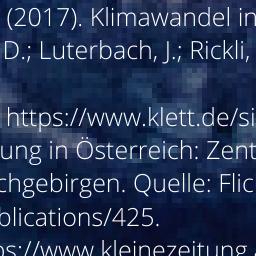 (2017). Klimawandel in
D.; Luterbach, J.; Rickli,
https://www.klett.de/si
ung in Österreich: Zent
chgebirgen. Quelle: Flic
blications/425.
ps://www.kleinezeitung.